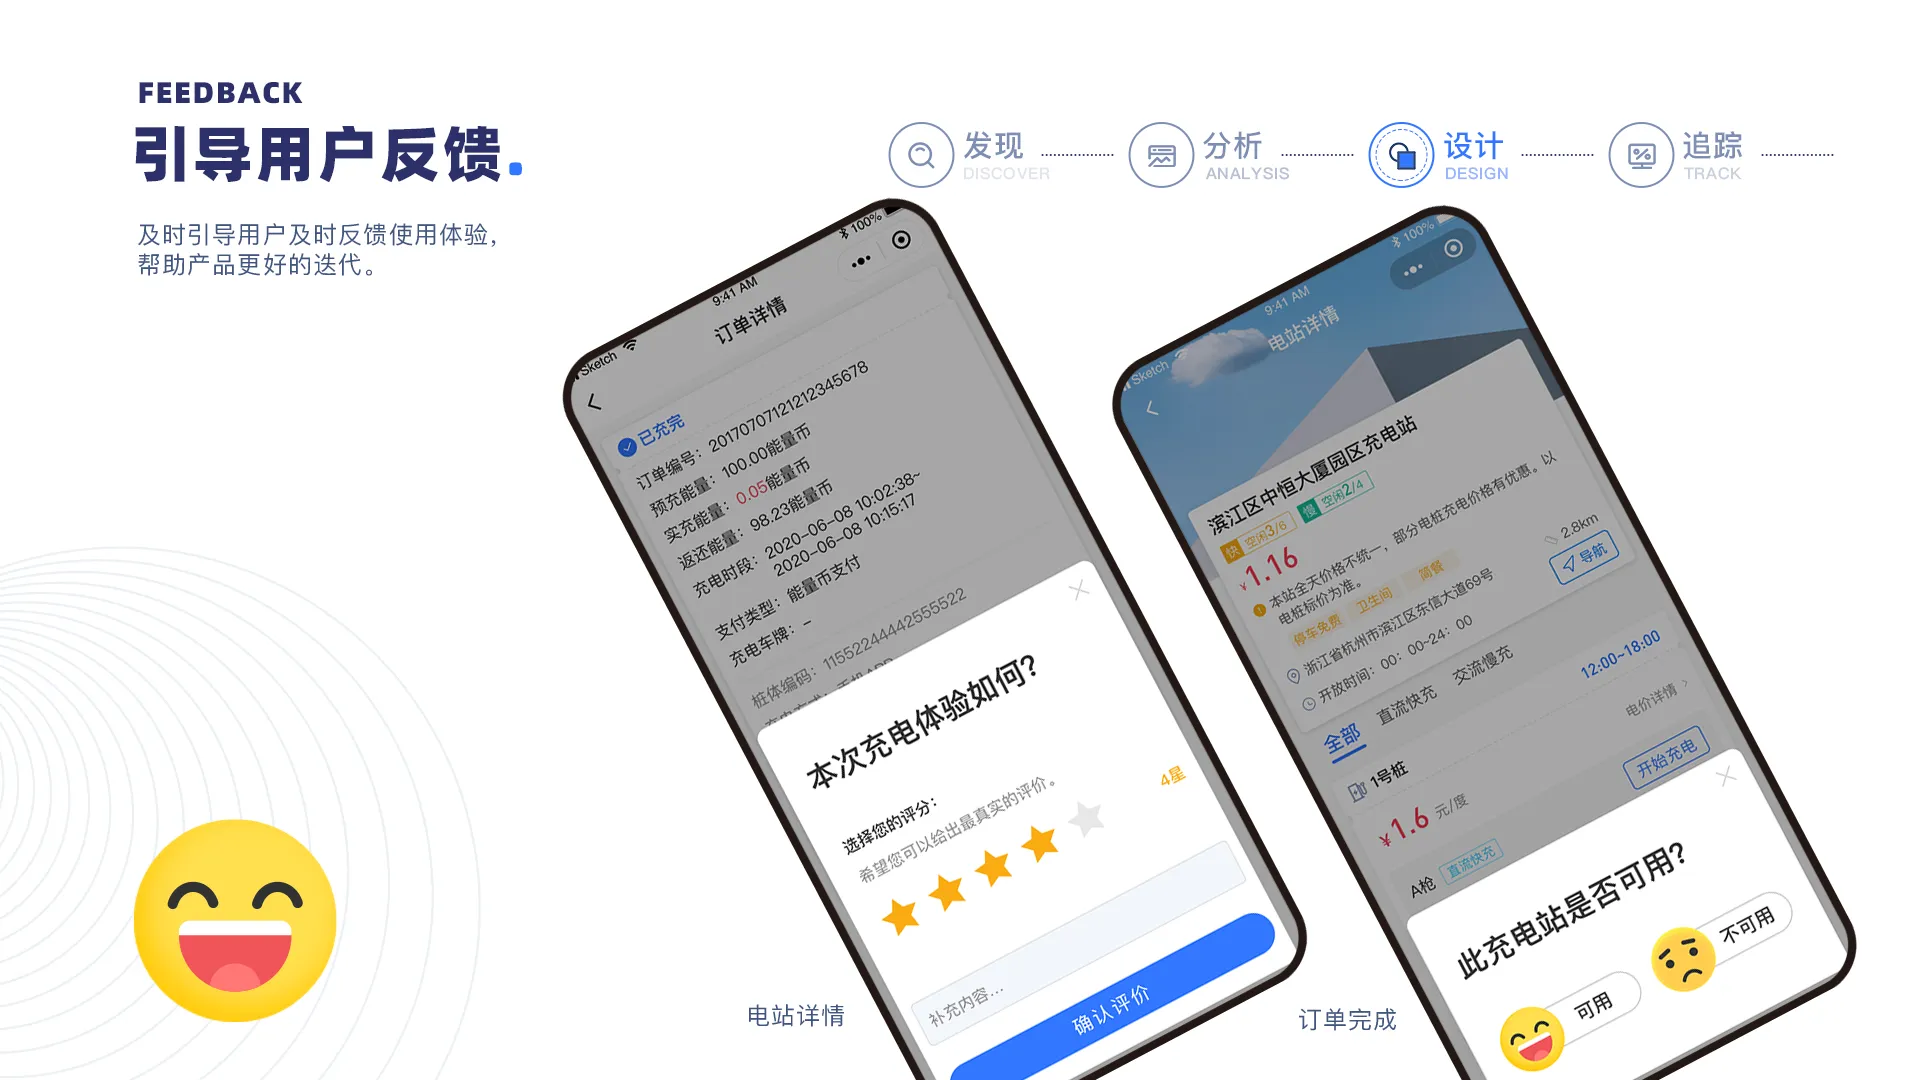 FEEDBACK
引导用户反馈.
及时引导用户及时反馈使用体验，
帮助产品更好的迭代。
发现
DISCOVER
分析
ANALYSIS
设计
DESIGN
追踪
TRACK
Sketch
9:41 AM
100%
订单详情
已充完
订单编号：20170707121212345678
预充能量：100.00能量币
实充能量：0.05能量币
返还能量：98.23能量币
充电时段：2020-06-08 10:02:38~
2020-06-08 10:15:17
支付类型：能量币支付
充电车牌：-
桩体编码：11552244442555522
本次充电体验如何？
选择您的评分：
希望您可以给出最真实的评价。
4星
补充内容...
确认评价
电站详情
Sketch
9:41 AM
100%
电站详情
滨江区中恒大厦园区充电站
快 空闲3/6
慢 空闲2/4
¥1.16
本站全天价格不统一，部分电桩充电价格有优惠。以
电桩标价为准。
停车免费 卫生间 简餐
2.8km
导航
浙江省杭州市滨江区东信大道69号
开放时间：00：00~24：00
全部 直流快充 交流慢充
12:00~18:00
1号桩
电价详情
¥1.6 元/度
开始充电
A枪 直流快充
此充电站是否可用？
可用
不可用
订单完成